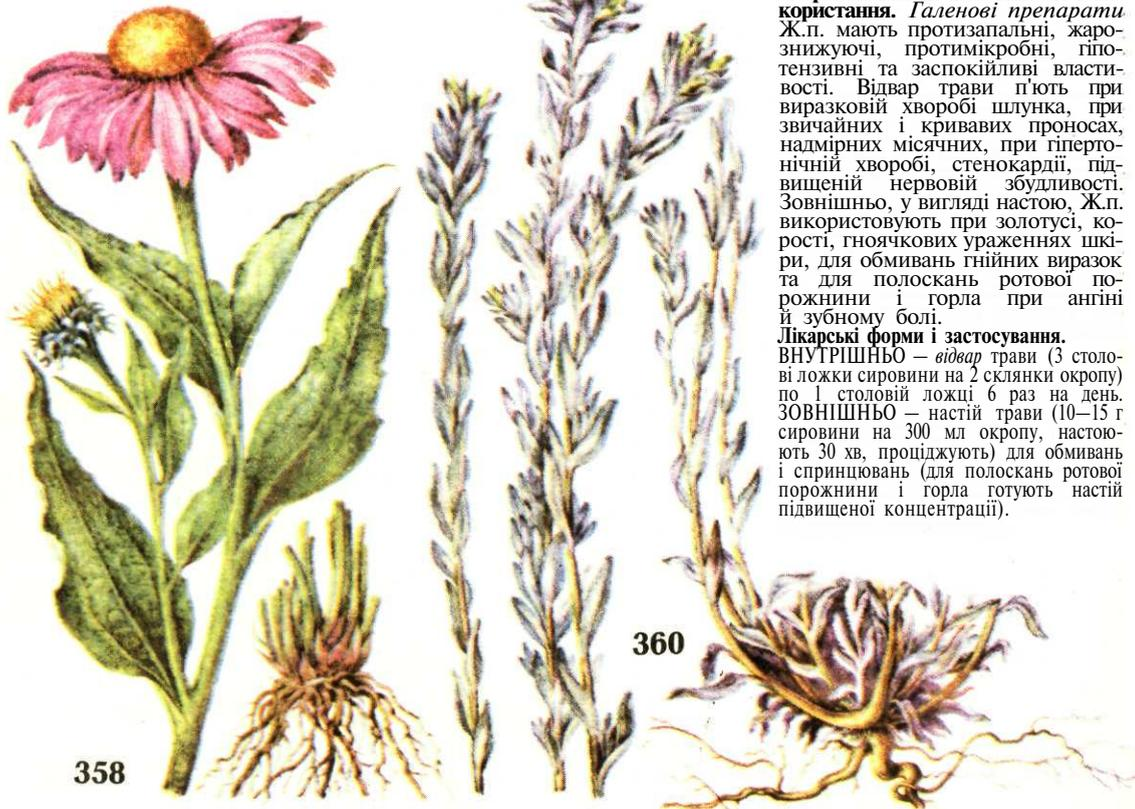 користання. Галенові препарати
Ж.п. мають протизапальні, жаро-
знижуючі, протимікробні, гіпо-
тензивні та заспокійливі власти-
вості. Відвар трави п'ють при
виразковій хворобі шлунка, при
звичайних і кривавих проносах,
надмірних місячних, при гіперто-
нічній хворобі, стенокардії, під-
вищеній нервовій збудливості.
Зовнішньо, у вигляді настою, Ж.п.
використовують при золотусі, ко-
рості, гноячкових ураженнях шкі-
ри, для обмивань гнійних виразок
та для полоскань ротової по-
рожнини і горла при ангіні
й зубному болі.
Лікарські форми і застосування.
ВНУТРІШНЬО — відвар трави (3 столо-
ві ложки сировини на 2 склянки окропу)
по 1 столовій ложці 6 раз на день.
ЗОВНІШНЬО — настій трави (10—15 г
сировини на 300 мл окропу, настою-
ють 30 хв, проціджують) для обмивань
і спринцювань (для полоскань ротової
порожнини і горла готують настій
підвищеної концентрації).
360
358